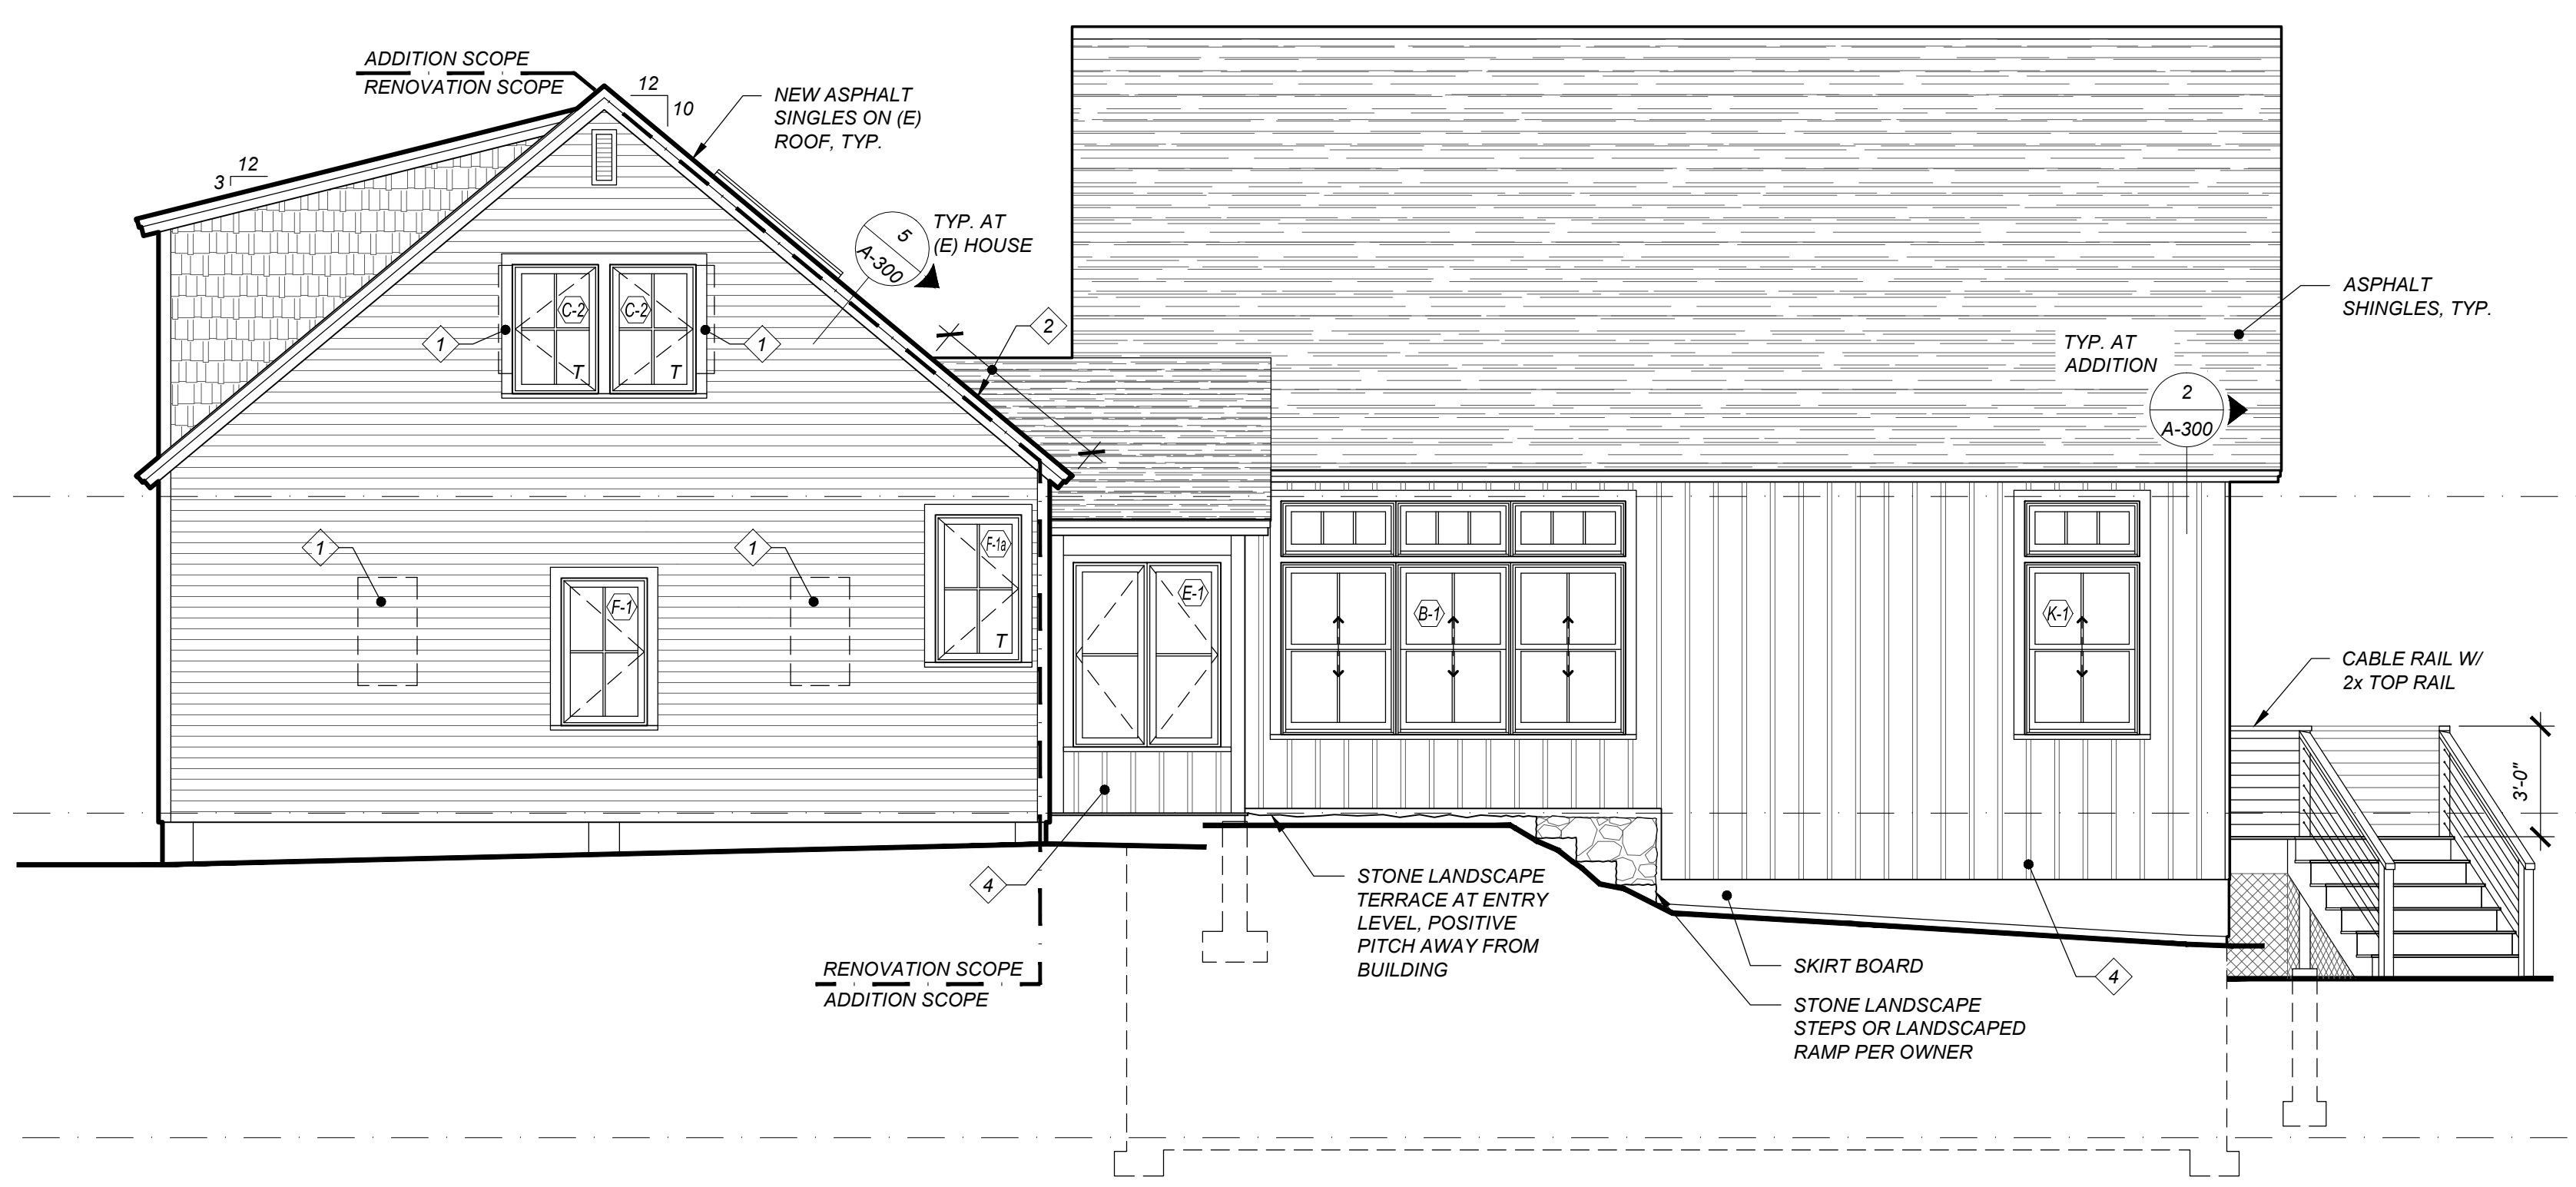 ADDITION SCOPE
RENOVATION SCOPE
12
10
NEW ASPHALT
SINGLES ON (E)
ROOF, TYP.
12
3
5
A-300
TYP. AT
(E) HOUSE
2
C-2
C-2
T
T
1
1
ASPHALT
SHINGLES, TYP.
TYP. AT
ADDITION
2
A-300
1
1
F-1
F-1a
T
E-1
B-1
K-1
CABLE RAIL W/
2x TOP RAIL
3'-0"
4
STONE LANDSCAPE
TERRACE AT ENTRY
LEVEL, POSITIVE
PITCH AWAY FROM
BUILDING
RENOVATION SCOPE
ADDITION SCOPE
SKIRT BOARD
4
STONE LANDSCAPE
STEPS OR LANDSCAPED
RAMP PER OWNER